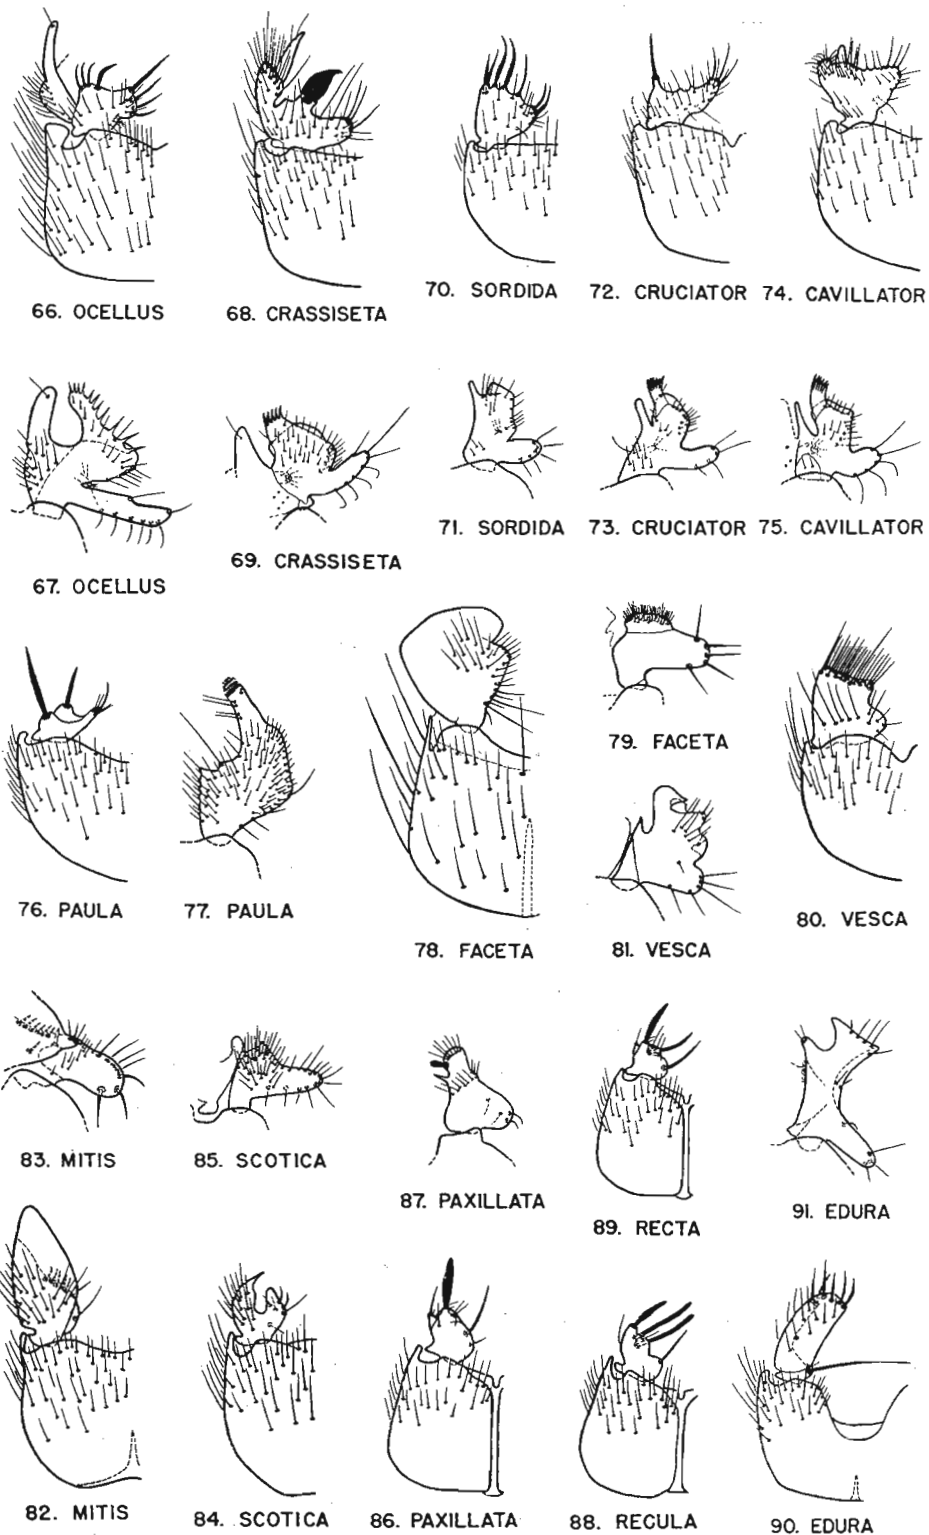 66. OCELLUS
68. CRASSISETA
70. SORDIDA
72. CRUCIATOR
74. CAVILLATOR
67. OCELLUS
69. CRASSISETA
71. SORDIDA
73. CRUCIATOR
75. CAVILLATOR
76. PAULA
77. PAULA
78. FACETA
79. FACETA
81. VESCA
80. VESCA
83. MITIS
85. SCOTICA
87. PAXILLATA
89. RECTA
91. EDURA
82. MITIS
84. SCOTICA
86. PAXILLATA
88. RECULA
90. EDURA